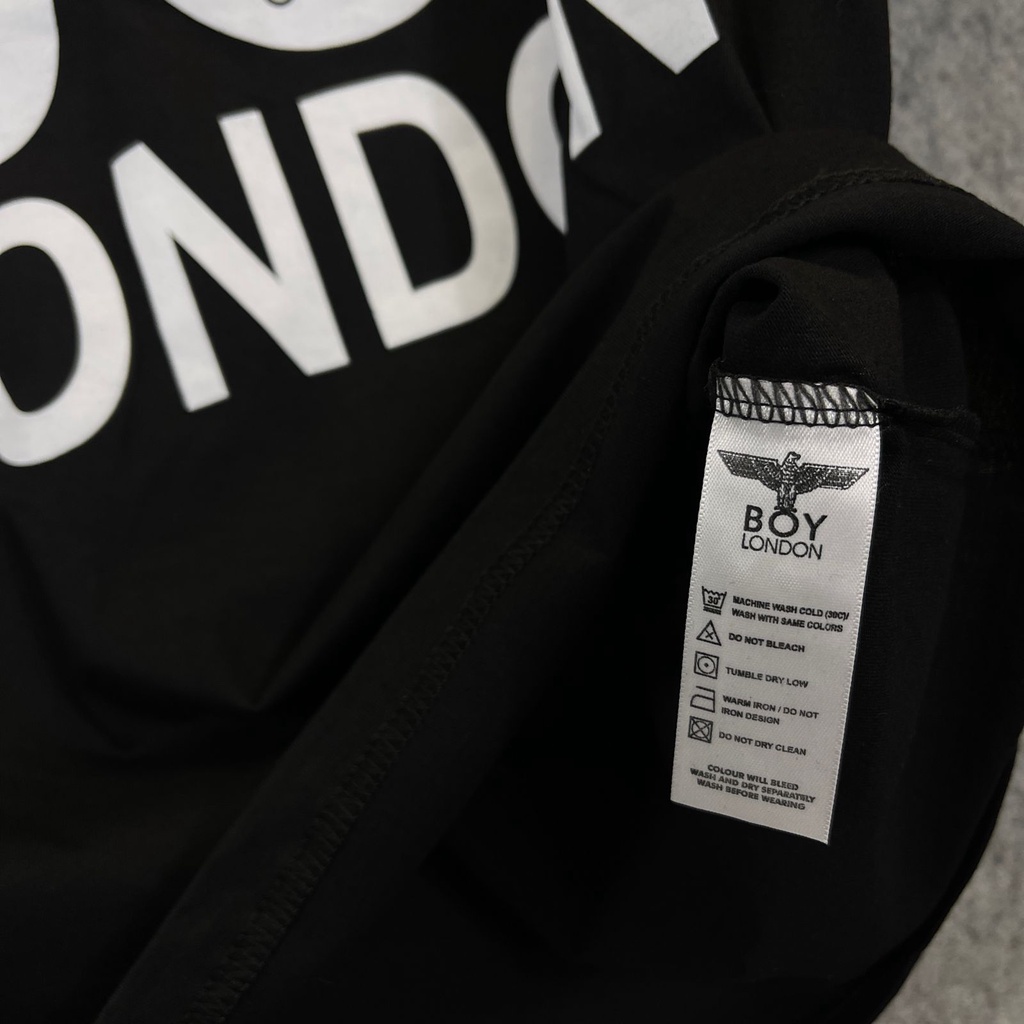 ONDO
BOY
LONDON
30°
MACHINE WASH COLD (30C)/
WASH WITH SAME COLORS
DO NOT BLEACH
TUMBLE DRY LOW
WARM IRON / DO NOT
IRON DESIGN
DO NOT DRY CLEAN
COLOUR WILL BLEED
WASH AND DRY SEPARATELY
WASH BEFORE WEARING